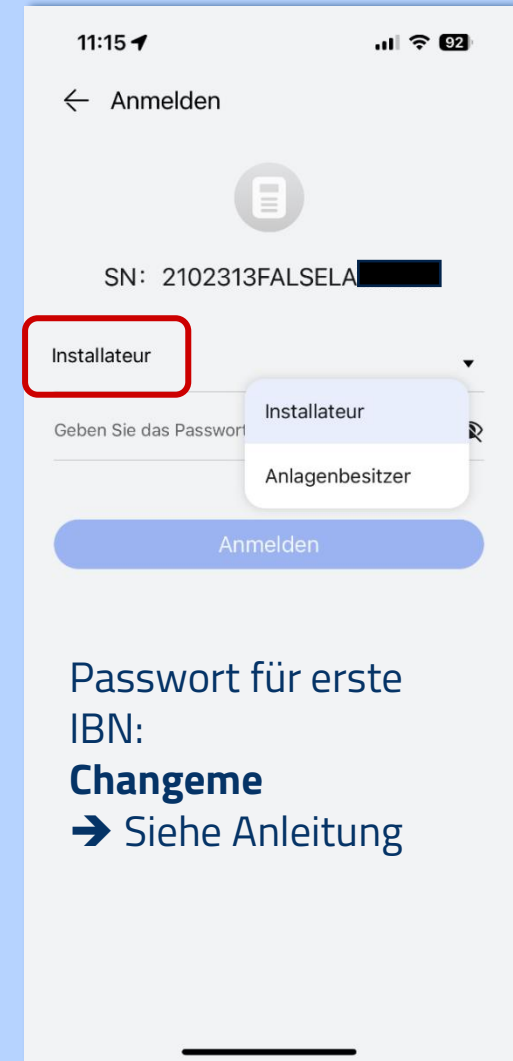 11:15
92
← Anmelden
SN: 2102313FALSELA
Installateur
Installateur
Geben Sie das Passwort
Anlagenbesitzer
Anmelden
Passwort für erste
IBN:
Changeme
➔ Siehe Anleitung